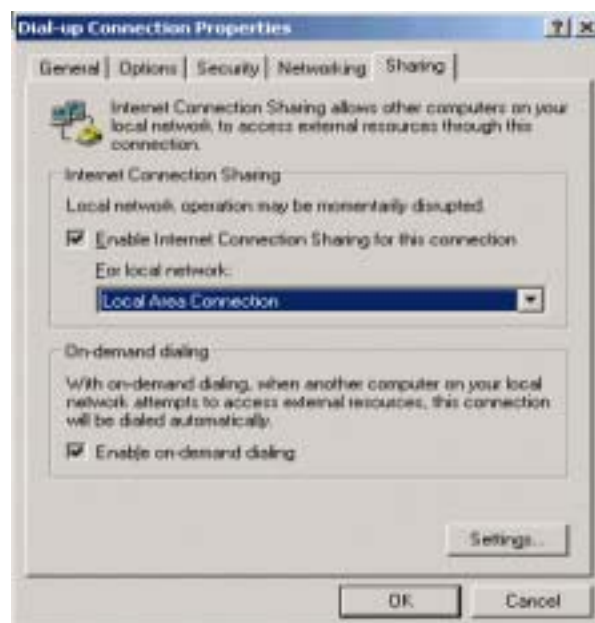 Dial-up Connection Properties
General Options Security Networking Sharing
Internet Connection Sharing allows other computers on your
local network to access external resources through this
connection.
Internet Connection Sharing
Local network operation may be momentarily disrupted.
Enable Internet Connection Sharing for this connection
For local network:
Local Area Connection
On-demand dialing
With on-demand dialing, when another computer on your local
network attempts to access external resources, this connection
will be dialed automatically.
Enable on-demand dialing
Settings...
OK Cancel